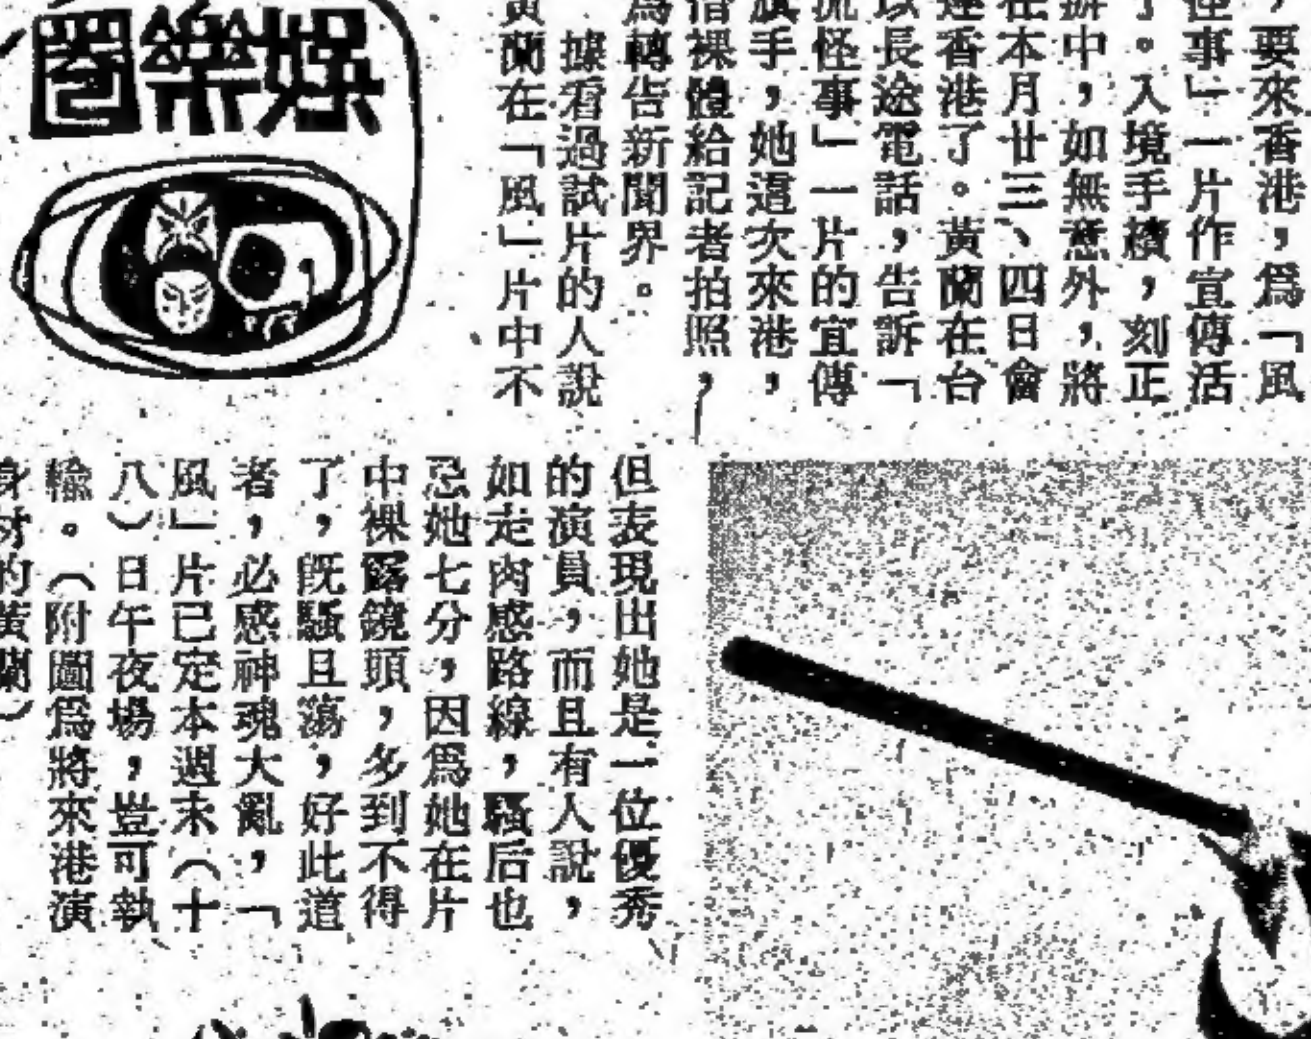 娛樂圈
，要來香港，爲「風
怪事」一片作宣傳活
。入境手續，刻正
辦中，如無意外，將
在本月廿三、四日會
香港了。黃蘭在台
以長途電話，告訴「
流怪事」一片的宣傳
旗手，她這次來港，
惜裸體給記者拍照，
爲轉告新聞界。
據看過試片的人說
黃蘭在「風」片中不
但表現出她是一位優秀
的演員，而且有人說，
如走肉感路線，騷后也
忌她七分，因爲她在片
中裸露鏡頭，多到不得
了，既騷且蕩，好此道
者，必感神魂大亂，「
風」片已定本週末（十
八）日午夜場，豈可執
輸。（附圖爲將來港演
身材的黃蘭）